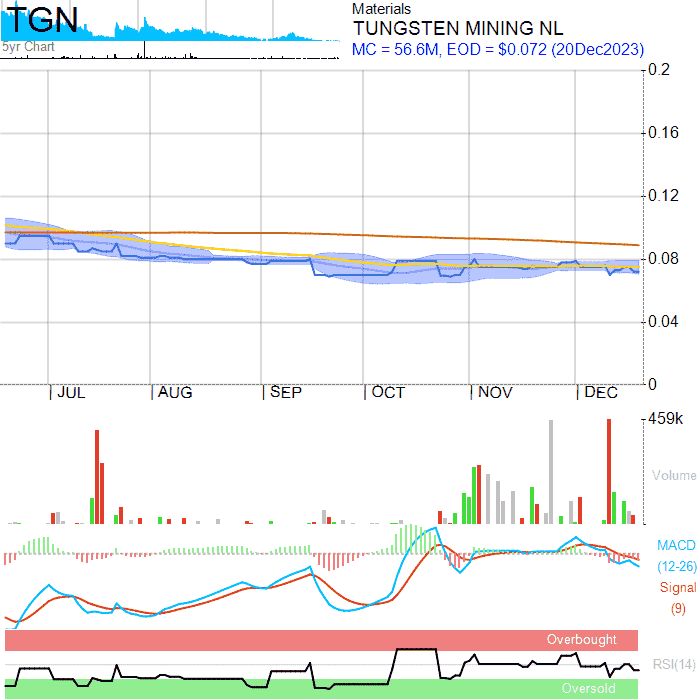 TGN
5yr Chart
Materials
TUNGSTEN MINING NL
MC = 56.6M, EOD = $0.072 (20Dec2023)
0.2
0.16
0.12
0.08
0.04
0
JUL AUG SEP OCT NOV DEC
459k
Volume
MACD
(12-26)
Signal
(9)
Overbought
RSI(14)
Oversold